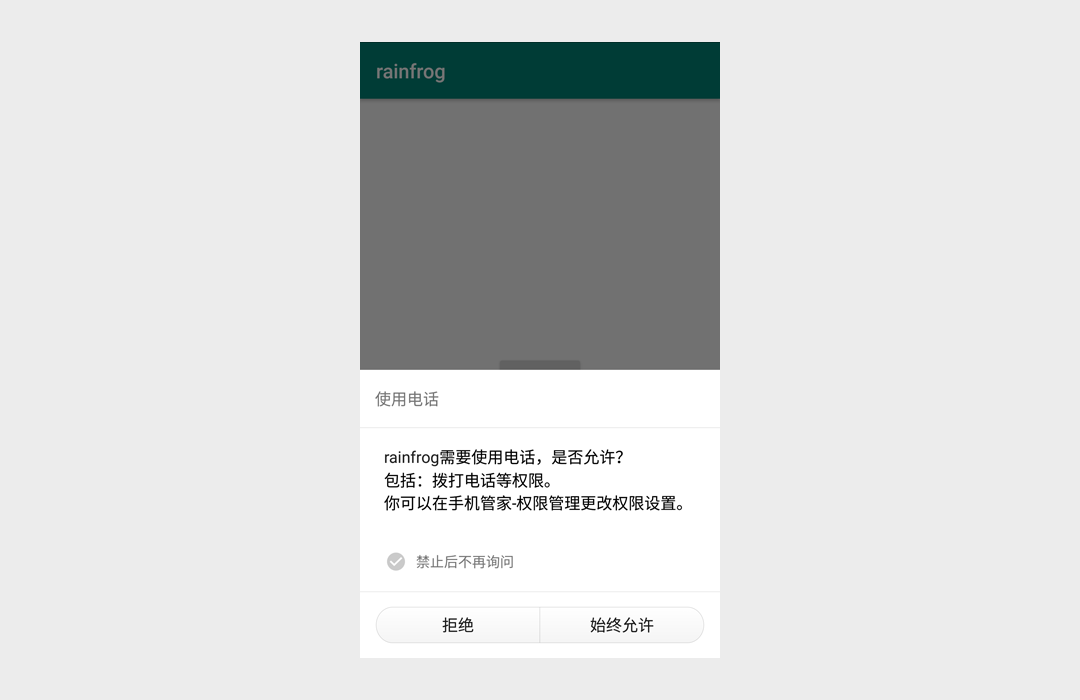 rainfrog
使用电话
rainfrog需要使用电话，是否允许？
包括：拨打电话等权限。
你可以在手机管家-权限管理更改权限设置。
禁止后不再询问
拒绝
始终允许